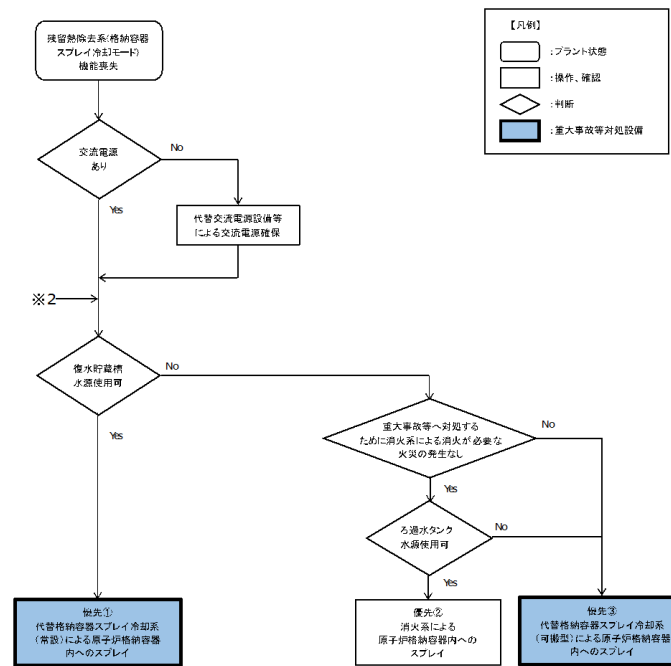 残留熱除去系(格納容器
スプレイ冷却モード)
機能喪失
【凡例】
:プラント状態
:操作、確認
:判断
:重大事故等対処設備
交流電源
あり
No
Yes
代替交流電源設備等
による交流電源確保
※2
復水貯蔵槽
水源使用可
No
Yes
重大事故等へ対処する
ために消火系による消火が必要な
火災の発生なし
No
Yes
ろ過水タンク
水源使用可
No
Yes
優先①
代替格納容器スプレイ冷却系
(常設)による原子炉格納容器
内へのスプレイ
優先②
消火系による
原子炉格納容器内への
スプレイ
優先③
代替格納容器スプレイ冷却系
(可搬型)による原子炉格納容器
内へのスプレイ